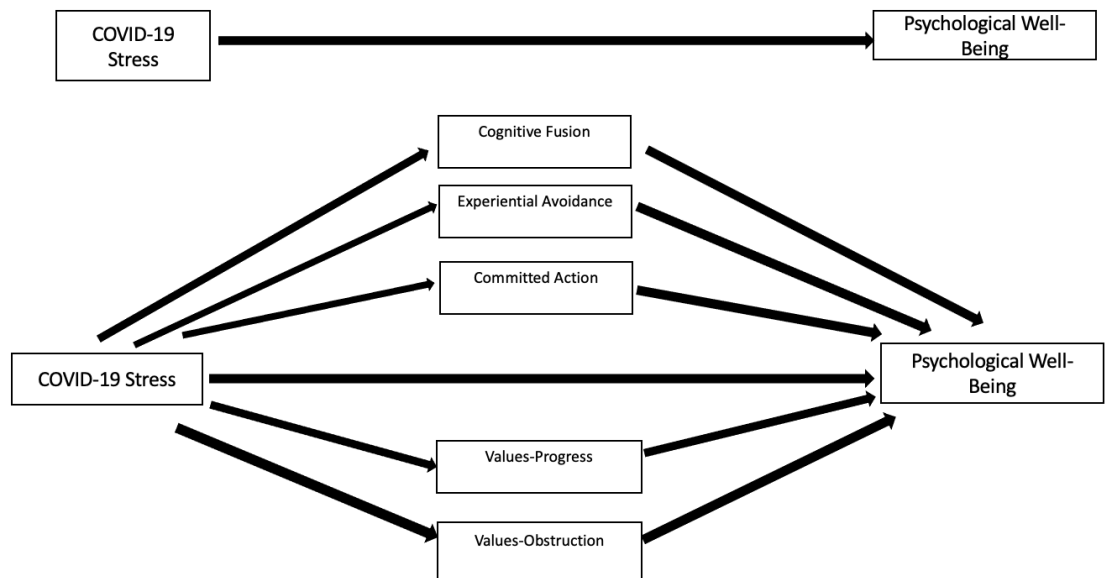 COVID-19
Stress
Psychological Well-
Being
Cognitive Fusion
Experiential Avoidance
Committed Action
COVID-19 Stress
Psychological Well-
Being
Values-Progress
Values-Obstruction